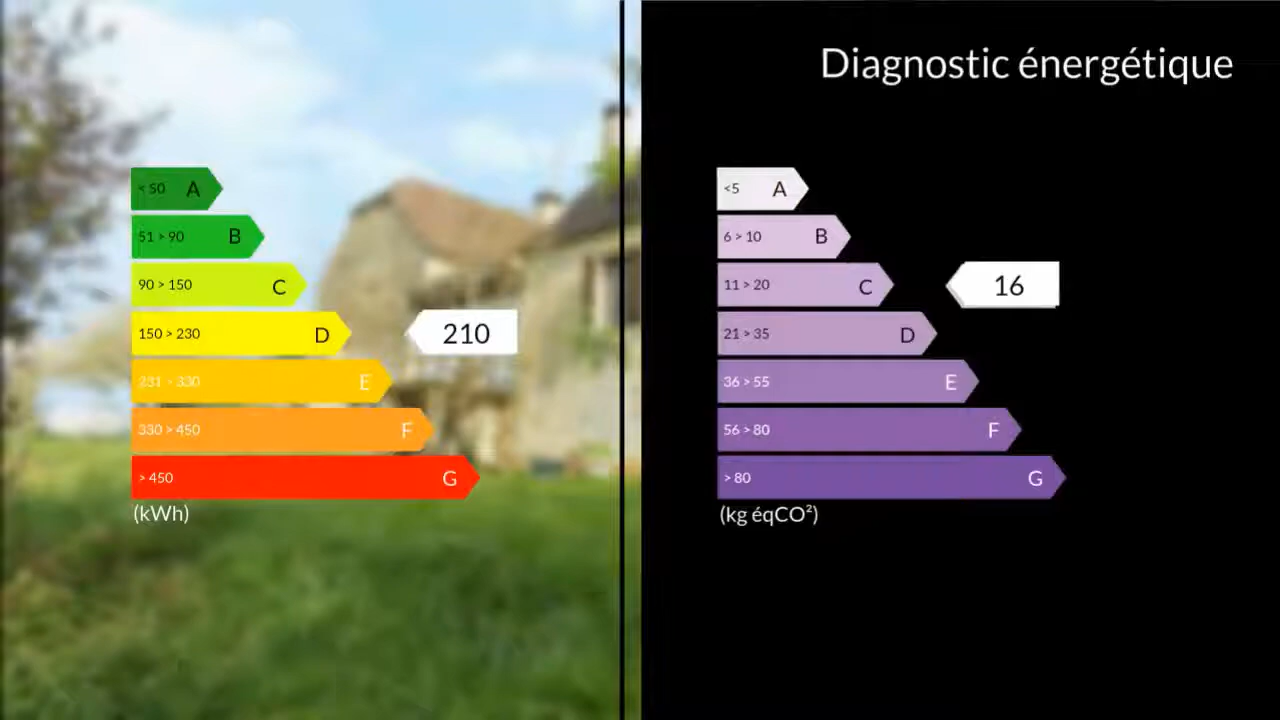 Diagnostic énergétique
< 50 A
51 > 90 B
90 > 150 C
150 > 230 D
210
231 > 330 E
330 > 450 F
> 450 G
(kWh)
<5 A
6 > 10 B
11 > 20 C
16
21 > 35 D
36 > 55 E
56 > 80 F
> 80 G
(kg éqCO²)